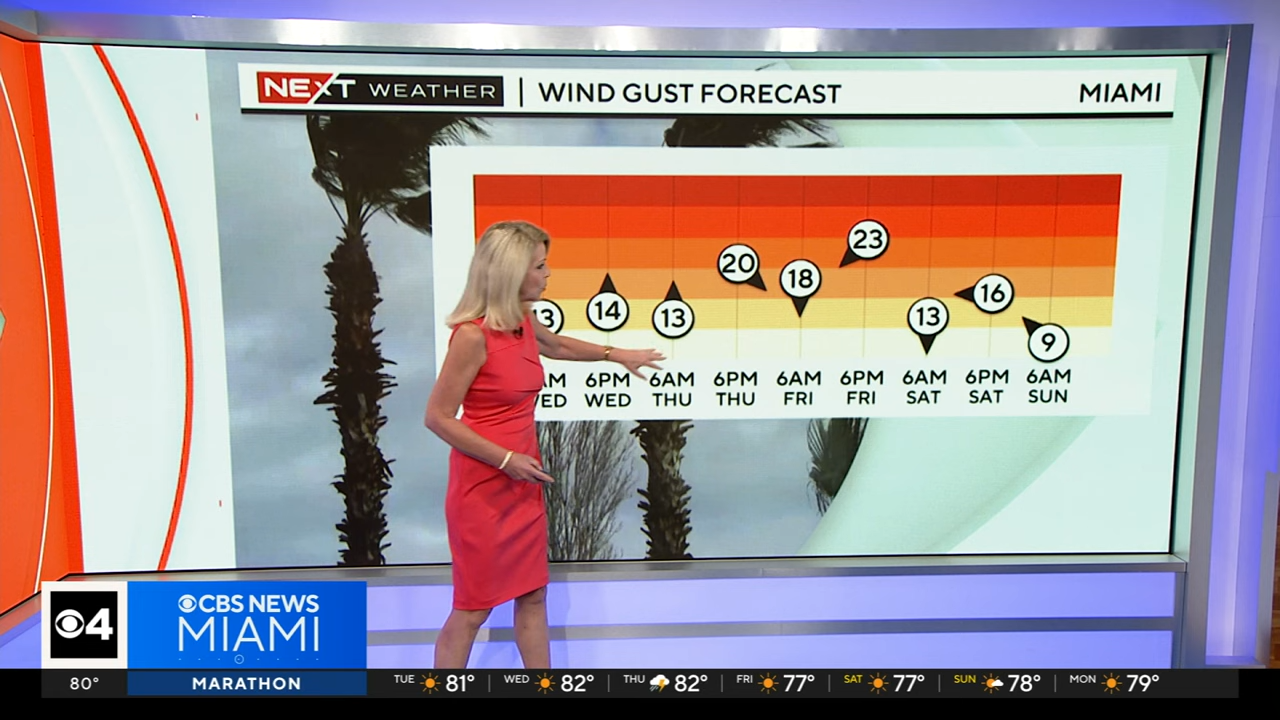 NEXT WEATHER | WIND GUST FORECAST
MIAMI
13 14 13 20 18 23 13 16 9
6PM 6AM 6PM 6AM 6PM 6AM 6PM 6AM
WED THU THU FRI FRI SAT SAT SUN
4
CBS NEWS
MIAMI
80° MARATHON TUE 81° | WED 82° | THU 82° | FRI 77° | SAT 77° | SUN 78° | MON 79°